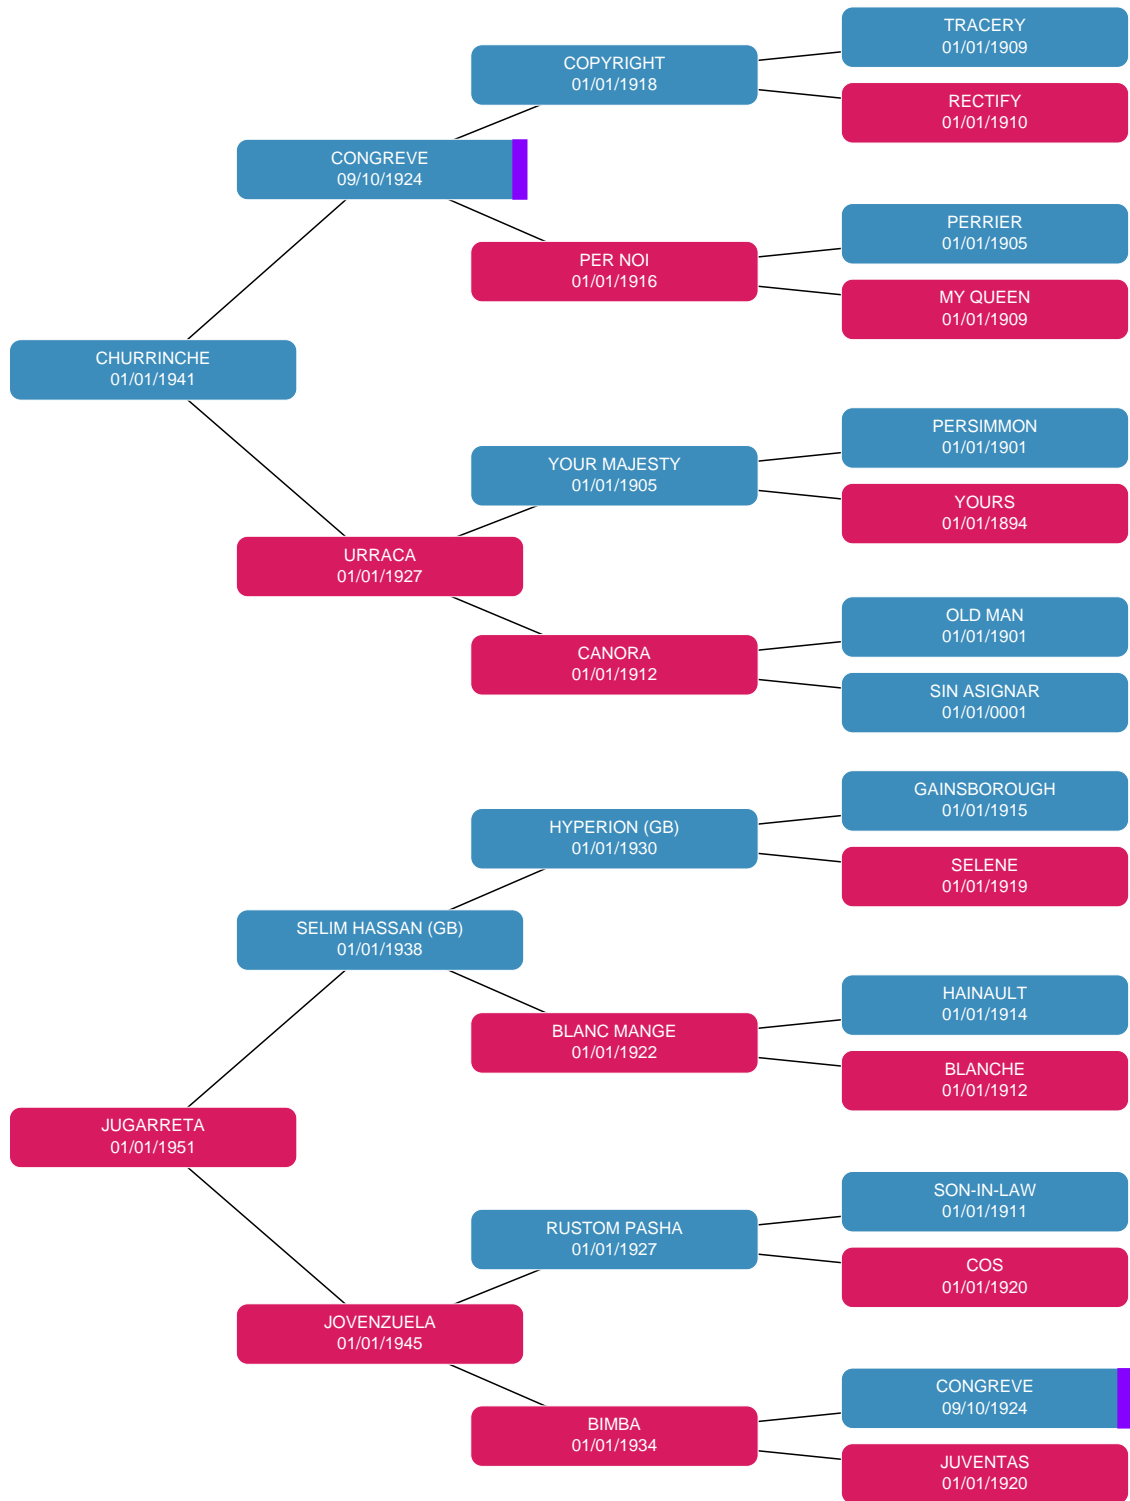 TRACERY
01/01/1909
COPYRIGHT
01/01/1918
RECTIFY
01/01/1910
CONGREVE
09/10/1924
PERRIER
01/01/1905
PER NOI
01/01/1916
MY QUEEN
01/01/1909
CHURRINCHE
01/01/1941
PERSIMMON
01/01/1901
YOUR MAJESTY
01/01/1905
YOURS
01/01/1894
URRACA
01/01/1927
OLD MAN
01/01/1901
CANORA
01/01/1912
SIN ASIGNAR
01/01/0001
GAINSBOROUGH
01/01/1915
HYPERION (GB)
01/01/1930
SELENE
01/01/1919
SELIM HASSAN (GB)
01/01/1938
HAINAULT
01/01/1914
BLANC MANGE
01/01/1922
BLANCHE
01/01/1912
JUGARRETA
01/01/1951
SON-IN-LAW
01/01/1911
RUSTOM PASHA
01/01/1927
COS
01/01/1920
JOVENZUELA
01/01/1945
CONGREVE
09/10/1924
BIMBA
01/01/1934
JUVENTAS
01/01/1920